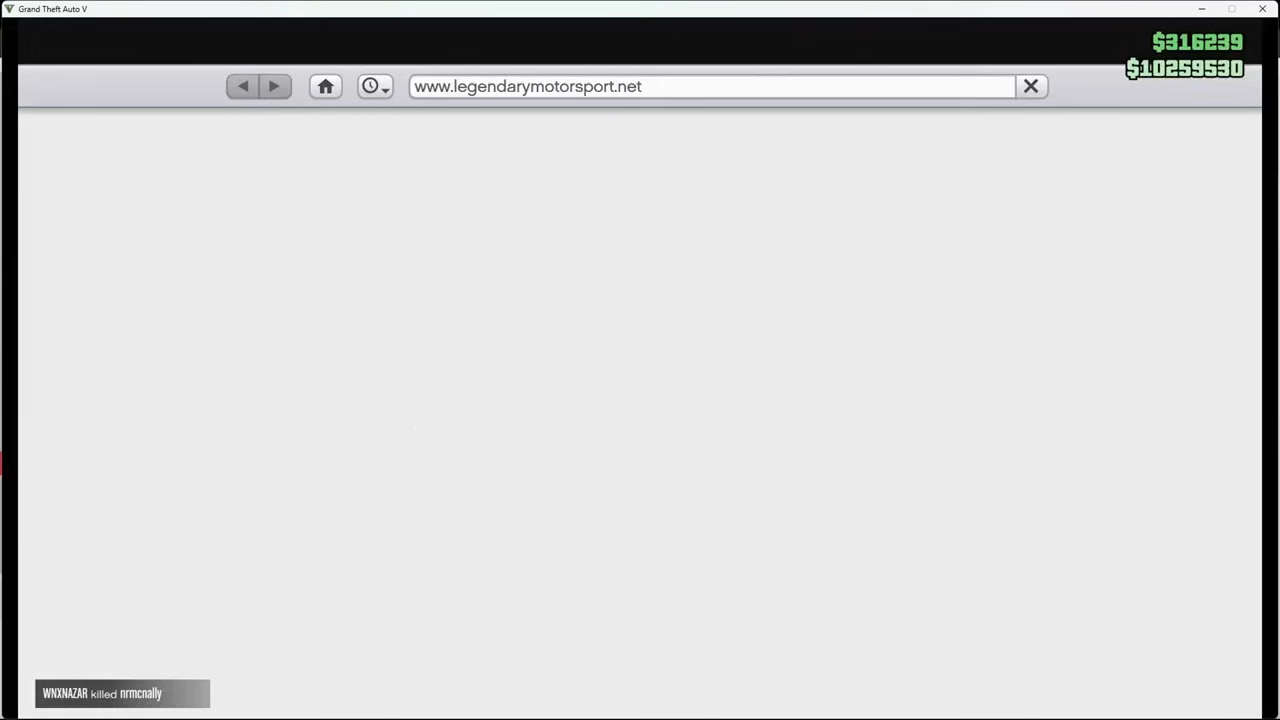 Grand Theft Auto V
$316239
www.legendarymotorsport.net
$10259530
WNXNAZAR killed nrmcnally